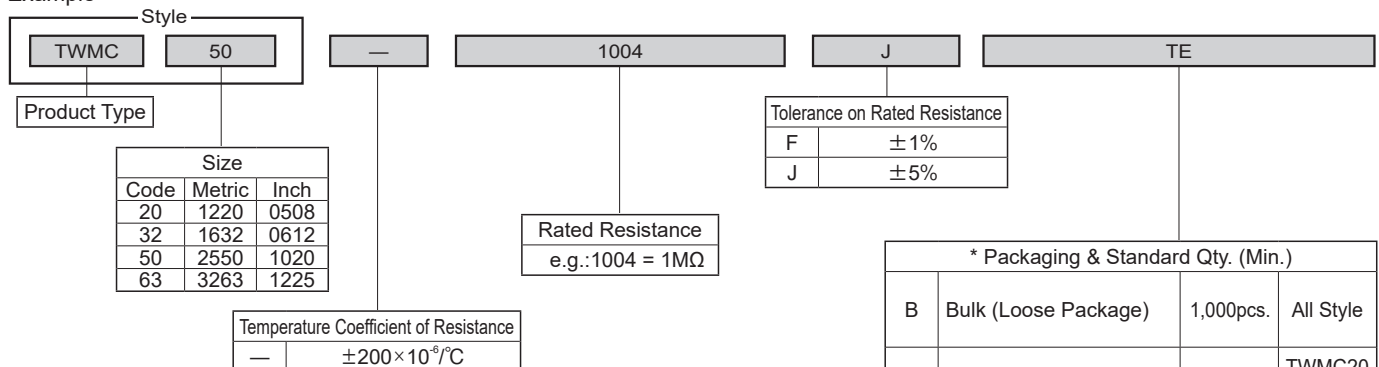 Style
TWMC 50 — 1004 J TE
Product Type
Tolerance on Rated Resistance
F ±1%
J ±5%
Size
Code Metric Inch
20 1220 0508
32 1632 0612
50 2550 1020
63 3263 1225
Rated Resistance
e.g.:1004 = 1MΩ
* Packaging & Standard Qty. (Min.)
B Bulk (Loose Package) 1,000pcs. All Style
Temperature Coefficient of Resistance
— ±200×10⁻⁶/°C
TWMC20